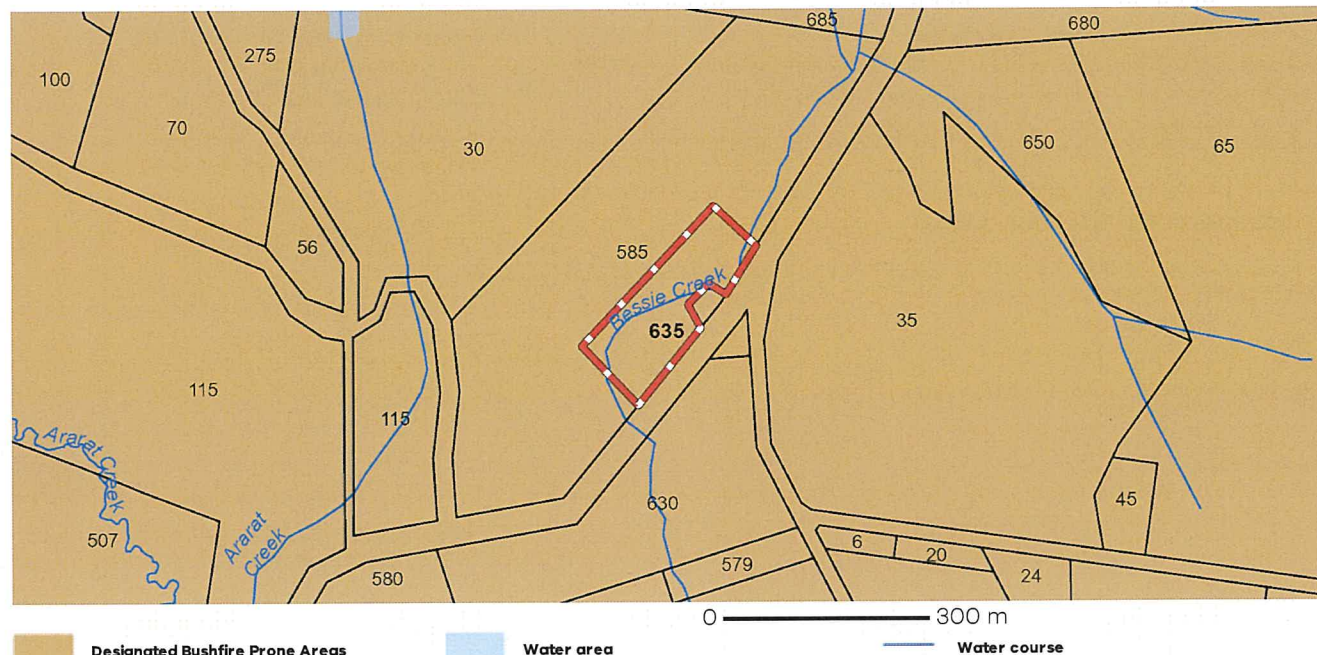 685
680
275
100
70
30
650
65
56
585
Bessie Creek
635
35
115
115
Ararat Creek
45
630
507
Ararat
Creek
6
20
579
24
580
0 300 m
Designated Bushfire Prone Areas
Water area
Water course